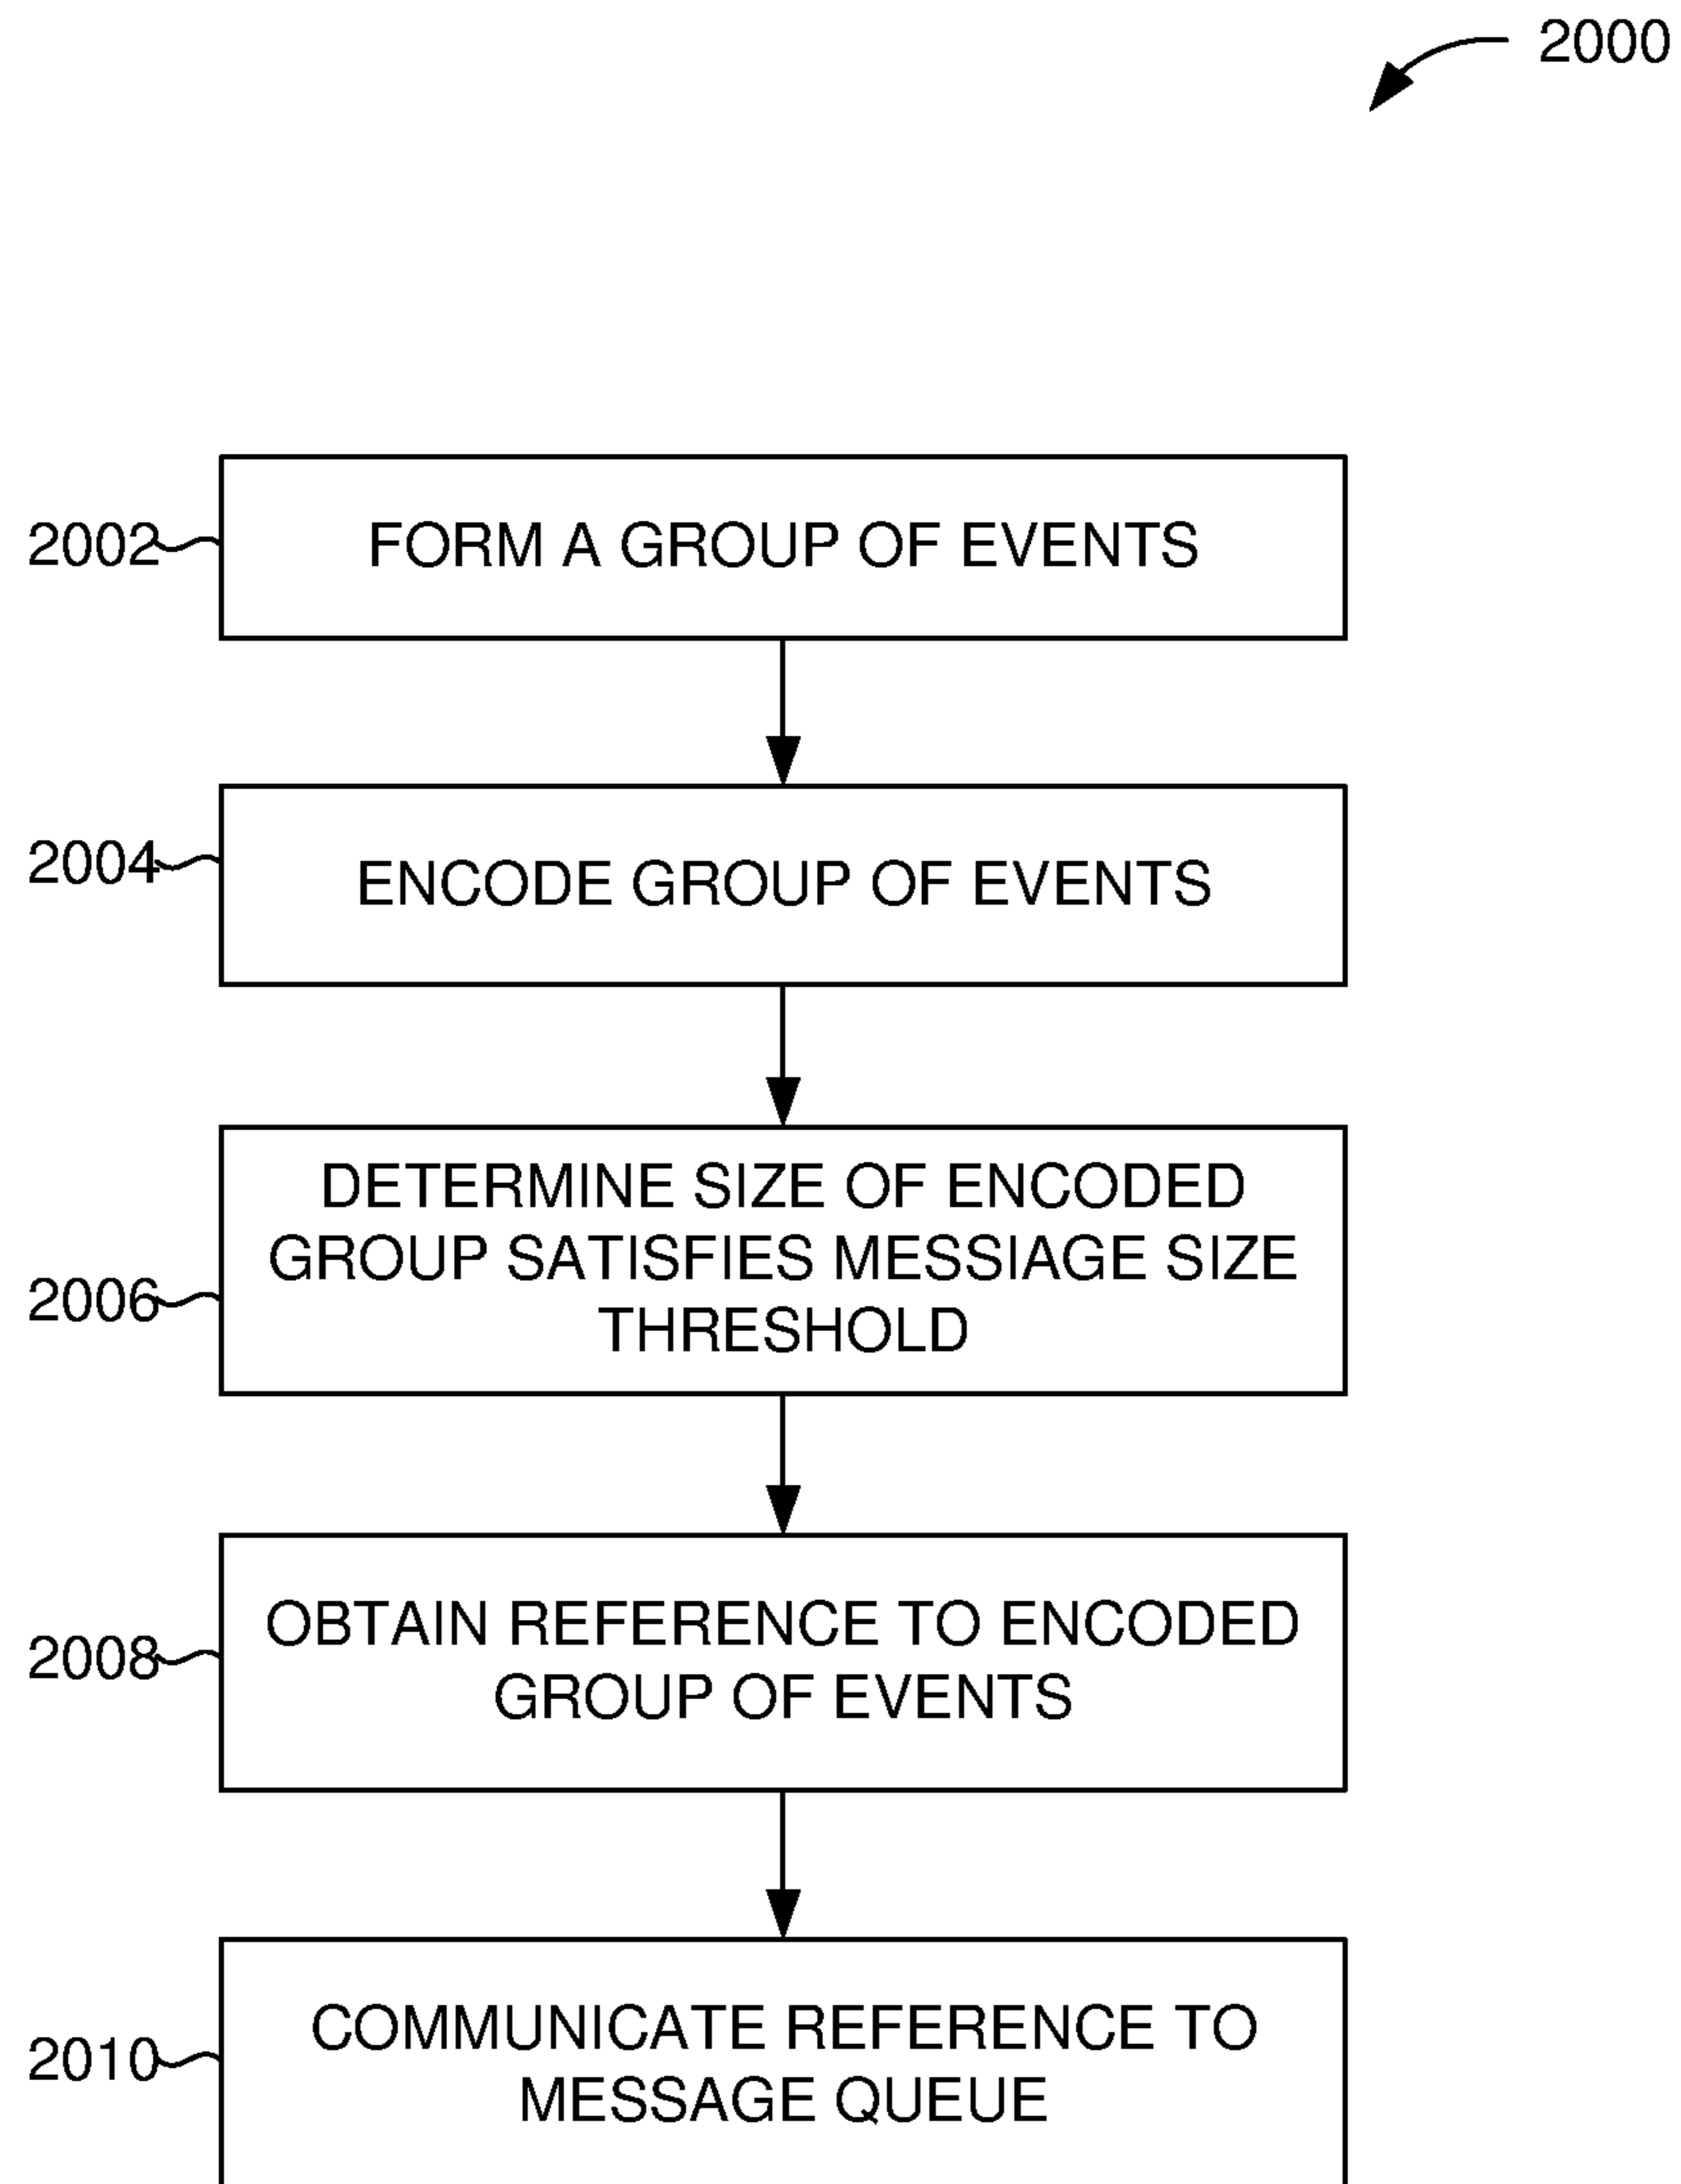 2000
2002
FORM A GROUP OF EVENTS
2004
ENCODE GROUP OF EVENTS
2006
DETERMINE SIZE OF ENCODED
GROUP SATISFIES MESSIAGE SIZE
THRESHOLD
2008
OBTAIN REFERENCE TO ENCODED
GROUP OF EVENTS
2010
COMMUNICATE REFERENCE TO
MESSAGE QUEUE